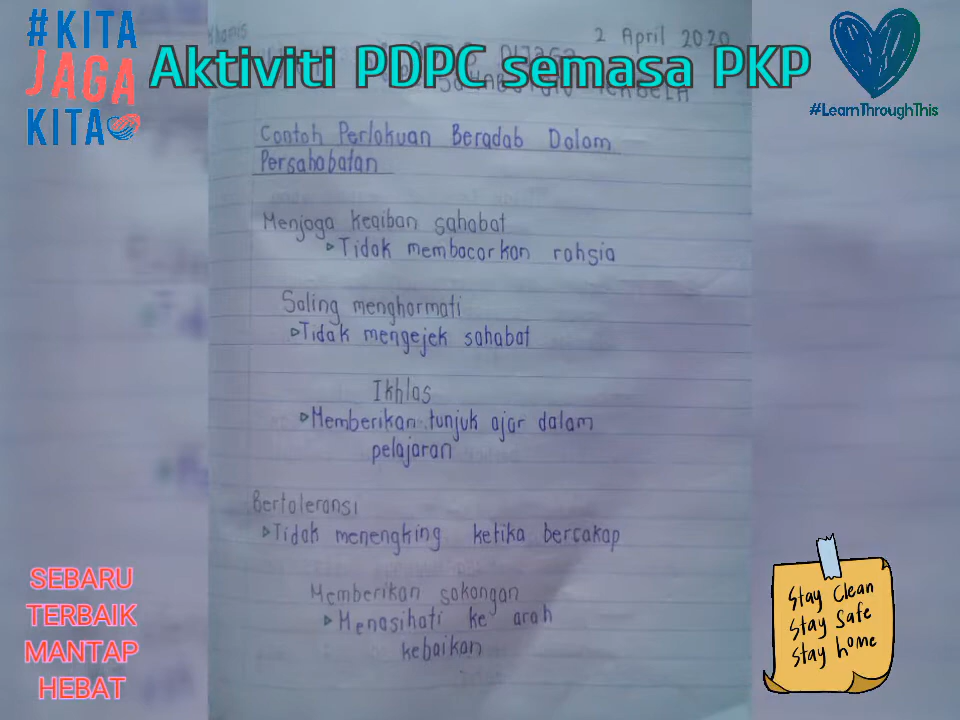 #KITA
JAGA
KITA
Aktiviti PDPC semasa PKP
#LearnThroughThis
Khamis
2 April 2020
Contoh Perlakuan Beradab Dalam
Persahabatan
Menjaga keaiban sahabat
▹Tidak membocorkan rahsia
Saling menghormati
▹Tidak mengejek sahabat
Ikhlas
▹Memberikan tunjuk ajar dalam
pelajaran
Bertoleransi
▹Tidak menengking ketika bercakap
Memberikan sokongan
▹Menasihati ke arah
kebaikan
SEBARU
TERBAIK
MANTAP
HEBAT
Stay Clean
Stay Safe
Stay home